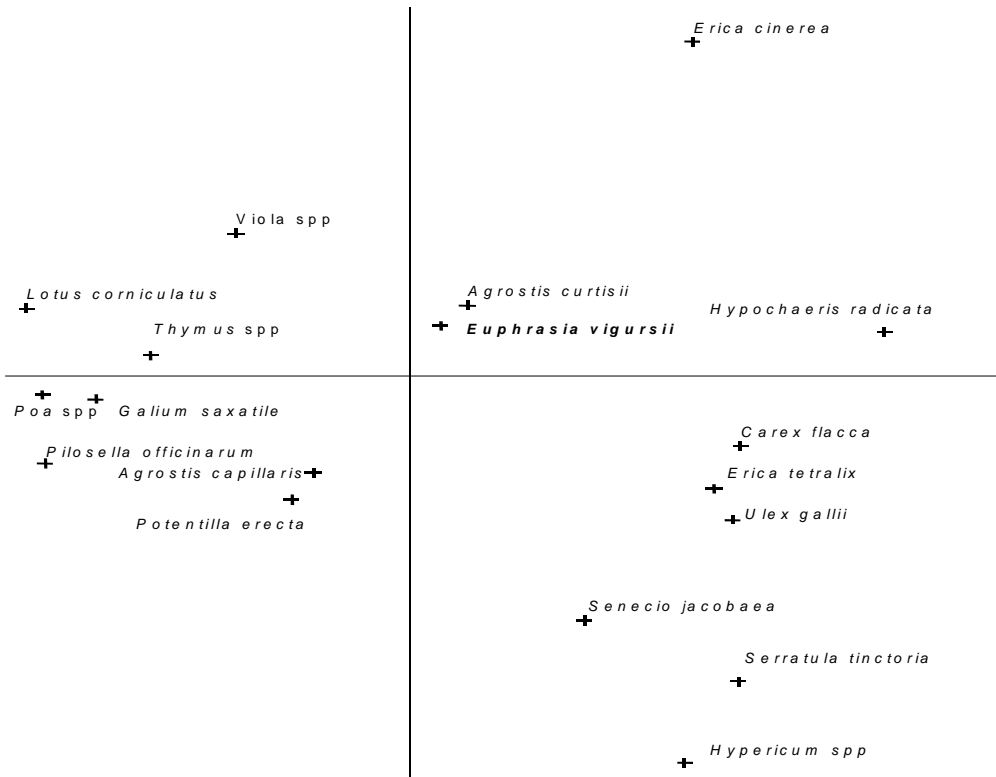 Erica cinerea
Viola spp
Lotus corniculatus
Agrostis curtisii
Hypochaeris radicata
Thymus spp
Euphrasia vigursii
Poa spp
Galium saxatile
Carex flacca
Pilosella officinarum
Agrostis capillaris
Erica tetralix
Ulex gallii
Potentilla erecta
Senecio jacobaea
Serratula tinctoria
Hypericum spp